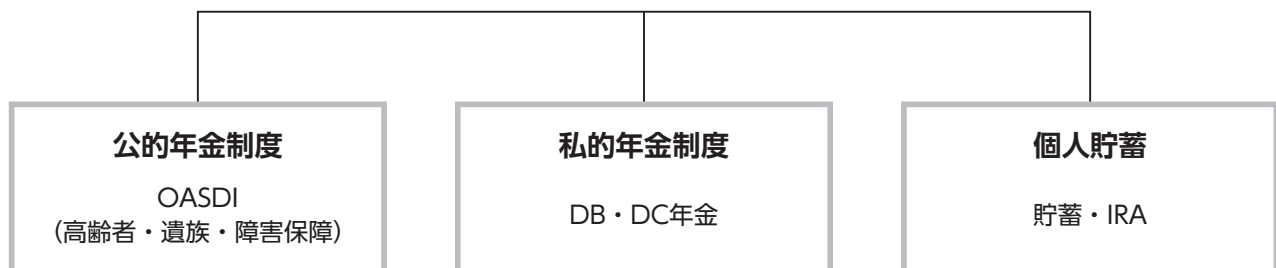 公的年金制度
OASDI
(高齢者・遺族・障害保障)
私的年金制度
DB・DC年金
個人貯蓄
貯蓄・IRA